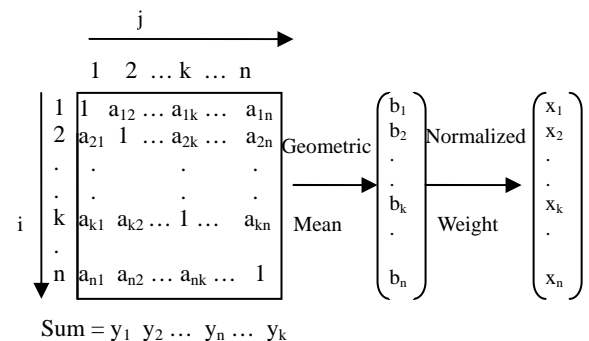 j
1 2 … k … n
1 1 a₁₂ … a₁ₖ … a₁ₙ
2 a₂₁ 1 … a₂ₖ … a₂ₙ
. . . .
. . . .
k aₖ₁ aₖ₂ … 1 … aₖₙ
.
n aₙ₁ aₙ₂ … aₙₖ … 1
i
Sum = y₁ y₂ … yₙ … yₖ
Geometric
Mean
b₁
b₂
.
.
bₖ
.
bₙ
Normalized
Weight
x₁
x₂
.
.
xₖ
.
xₙ